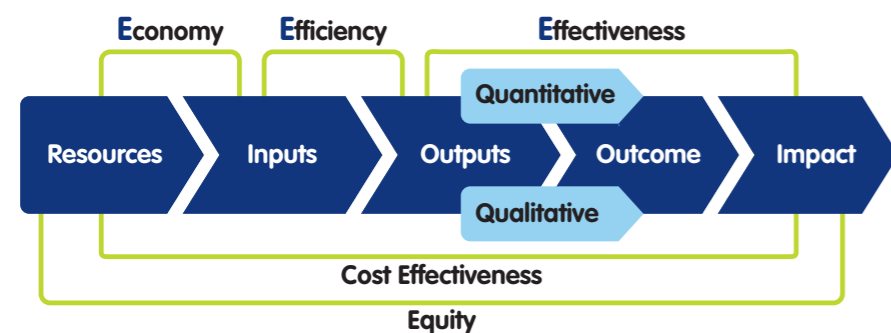 Economy Efficiency Effectiveness
Quantitative
Resources Inputs Outputs Outcome Impact
Qualitative
Cost Effectiveness
Equity